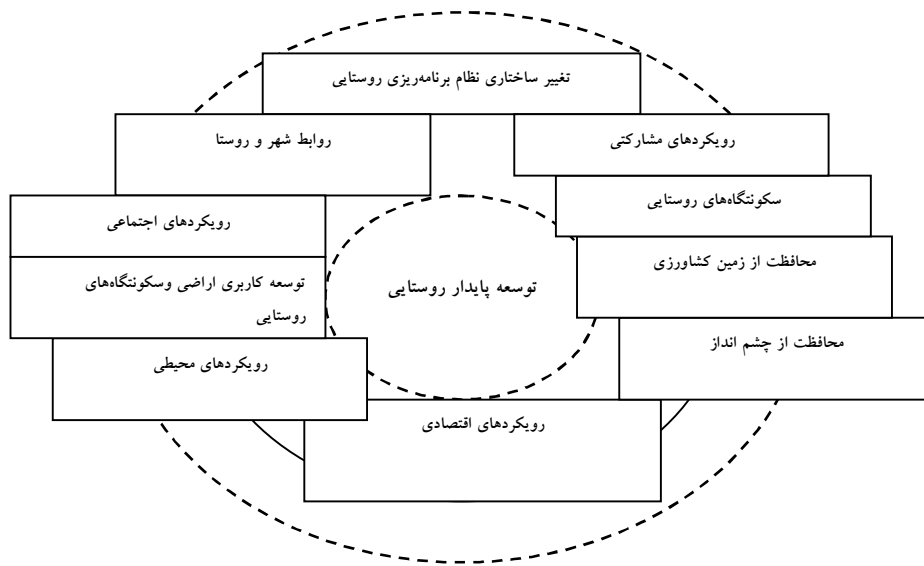 تغییر ساختاری نظام برنامه‌ریزی روستایی
رویکردهای مشارکتی
روابط شهر و روستا
سکونتگاه‌های روستایی
رویکردهای اجتماعی
محافظت از زمین کشاورزی
توسعه پایدار روستایی
توسعه کاربری اراضی وسکونتگاه‌های
روستایی
محافظت از چشم انداز
رویکردهای محیطی
رویکردهای اقتصادی